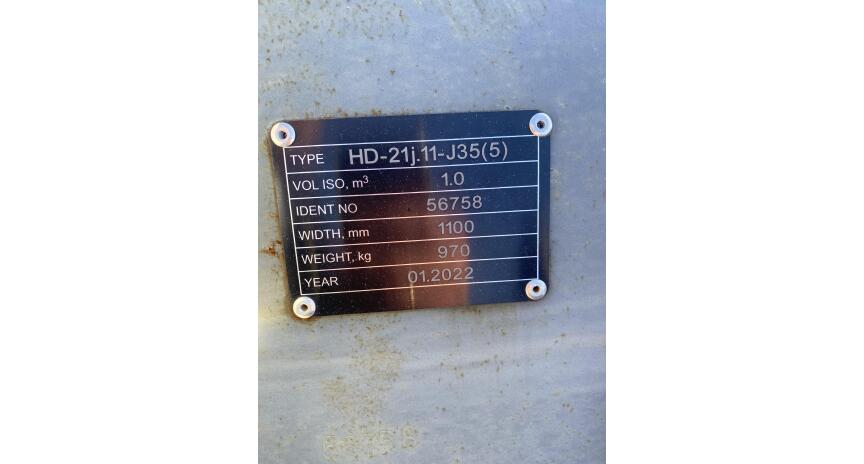 TYPE HD-21j.11-J35(5)
VOL ISO, m³ 1.0
IDENT NO 56758
WIDTH, mm 1100
WEIGHT, kg 970
YEAR 01.2022